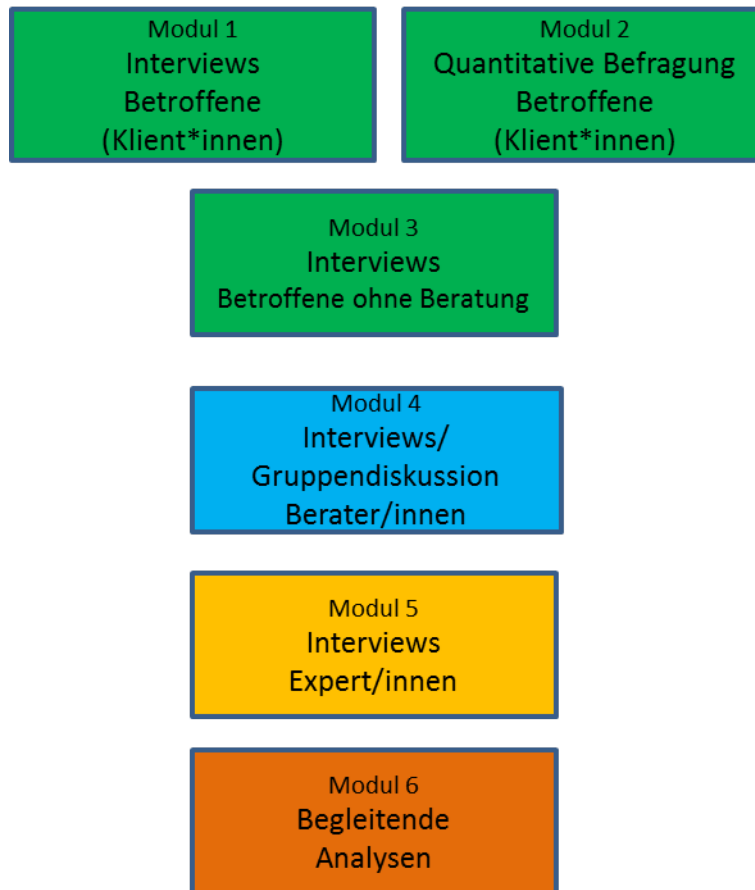 Modul 1
Interviews
Betroffene
(Klient*innen)
Modul 2
Quantitative Befragung
Betroffene
(Klient*innen)
Modul 3
Interviews
Betroffene ohne Beratung
Modul 4
Interviews/
Gruppendiskussion
Berater/innen
Modul 5
Interviews
Expert/innen
Modul 6
Begleitende
Analysen